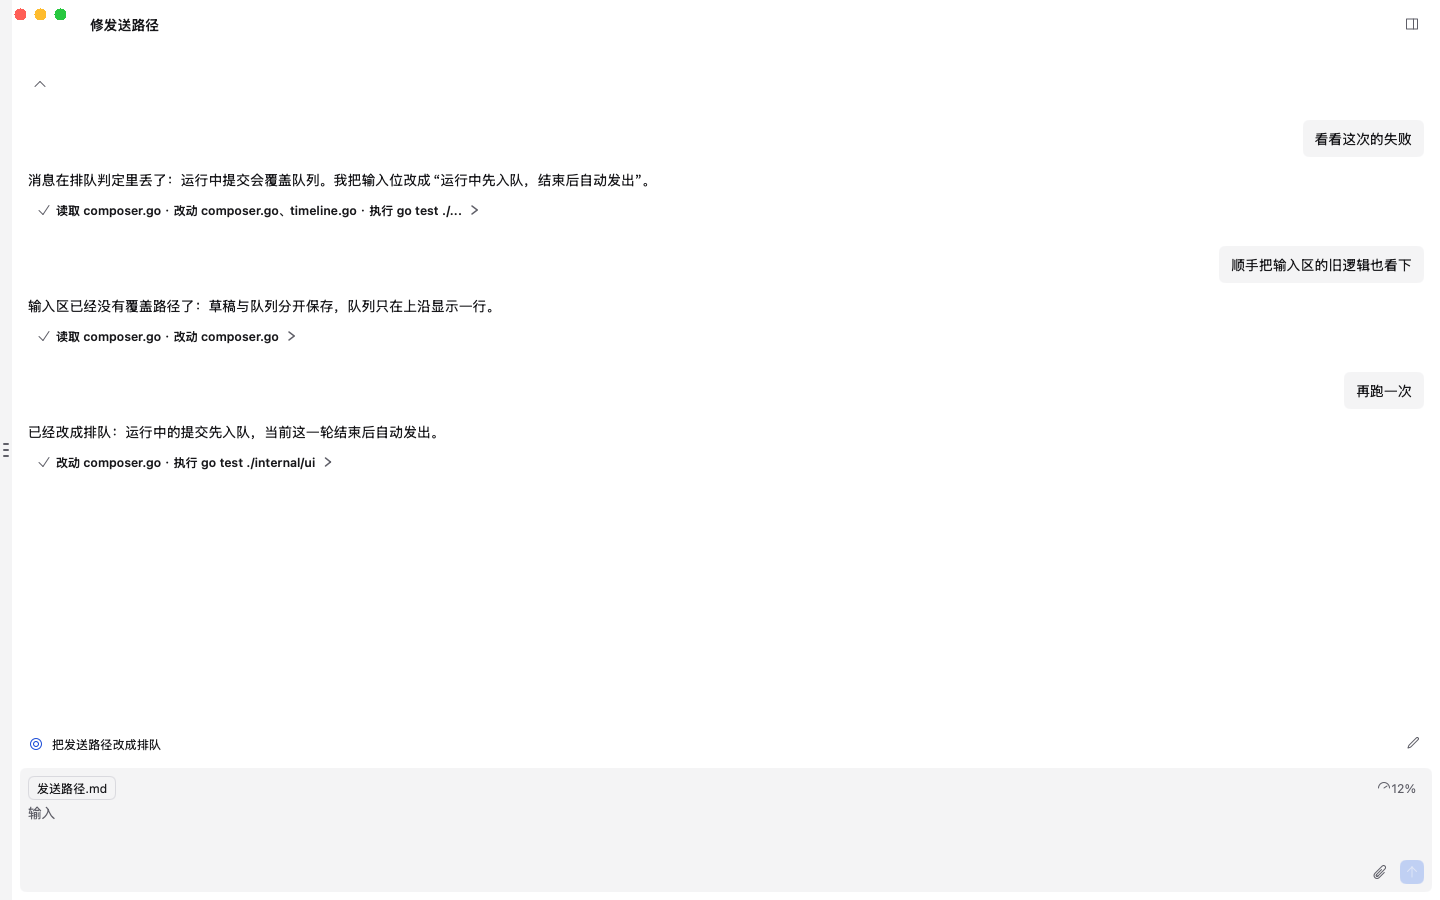 修发送路径
看看这次的失败
消息在排队判定里丢了：运行中提交会覆盖队列。我把输入位改成“运行中先入队，结束后自动发出”。
读取 composer.go · 改动 composer.go、timeline.go · 执行 go test ./...
顺手把输入区的旧逻辑也看下
输入区已经没有覆盖路径了：草稿与队列分开保存，队列只在上沿显示一行。
读取 composer.go · 改动 composer.go
再跑一次
已经改成排队：运行中的提交先入队，当前这一轮结束后自动发出。
改动 composer.go · 执行 go test ./internal/ui
把发送路径改成排队
发送路径.md
12%
输入